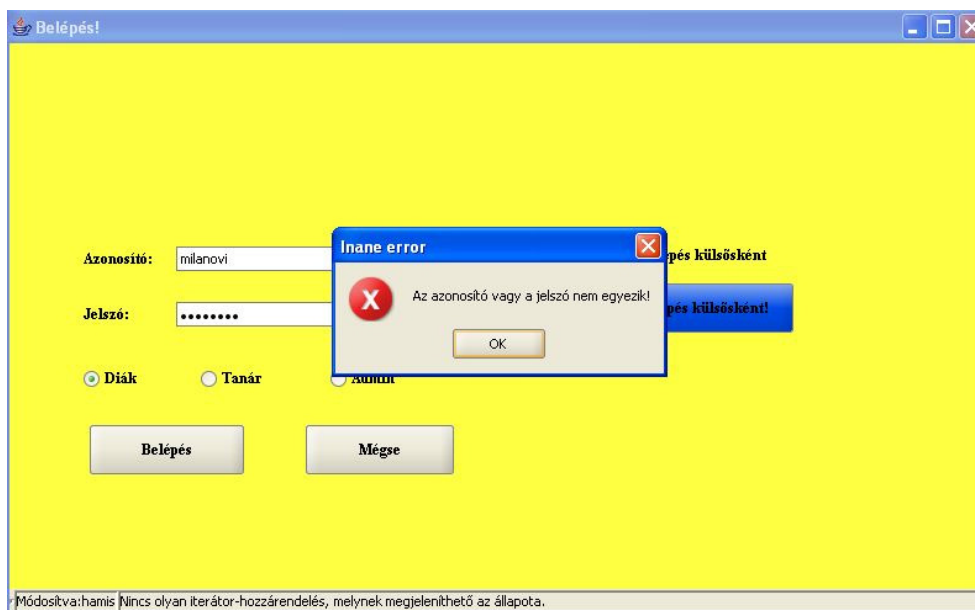 Belépés!
Inane error
Azonosító: milanovi
pés külsősként
Az azonosító vagy a jelszó nem egyezik!
Jelszó: ••••••••
pés külsősként!
OK
Diák Tanár Admin
Belépés Mégse
Módosítva:hamis Nincs olyan iterátor-hozzárendelés, melynek megjeleníthető az állapota.